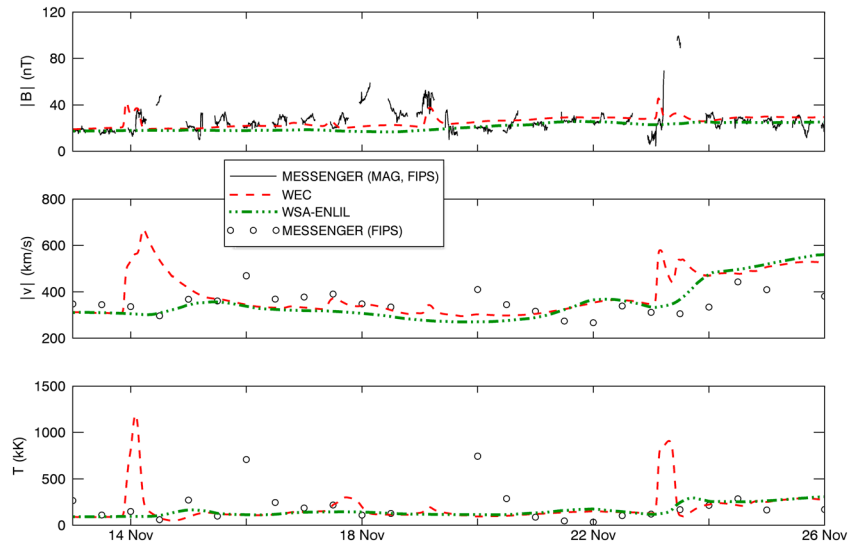 120
80
40
0
|B| (nT)
MESSENGER (MAG, FIPS)
WEC
WSA-ENLIL
MESSENGER (FIPS)
800
600
400
200
|v| (km/s)
1500
1000
500
0
T (kK)
14 Nov
18 Nov
22 Nov
26 Nov